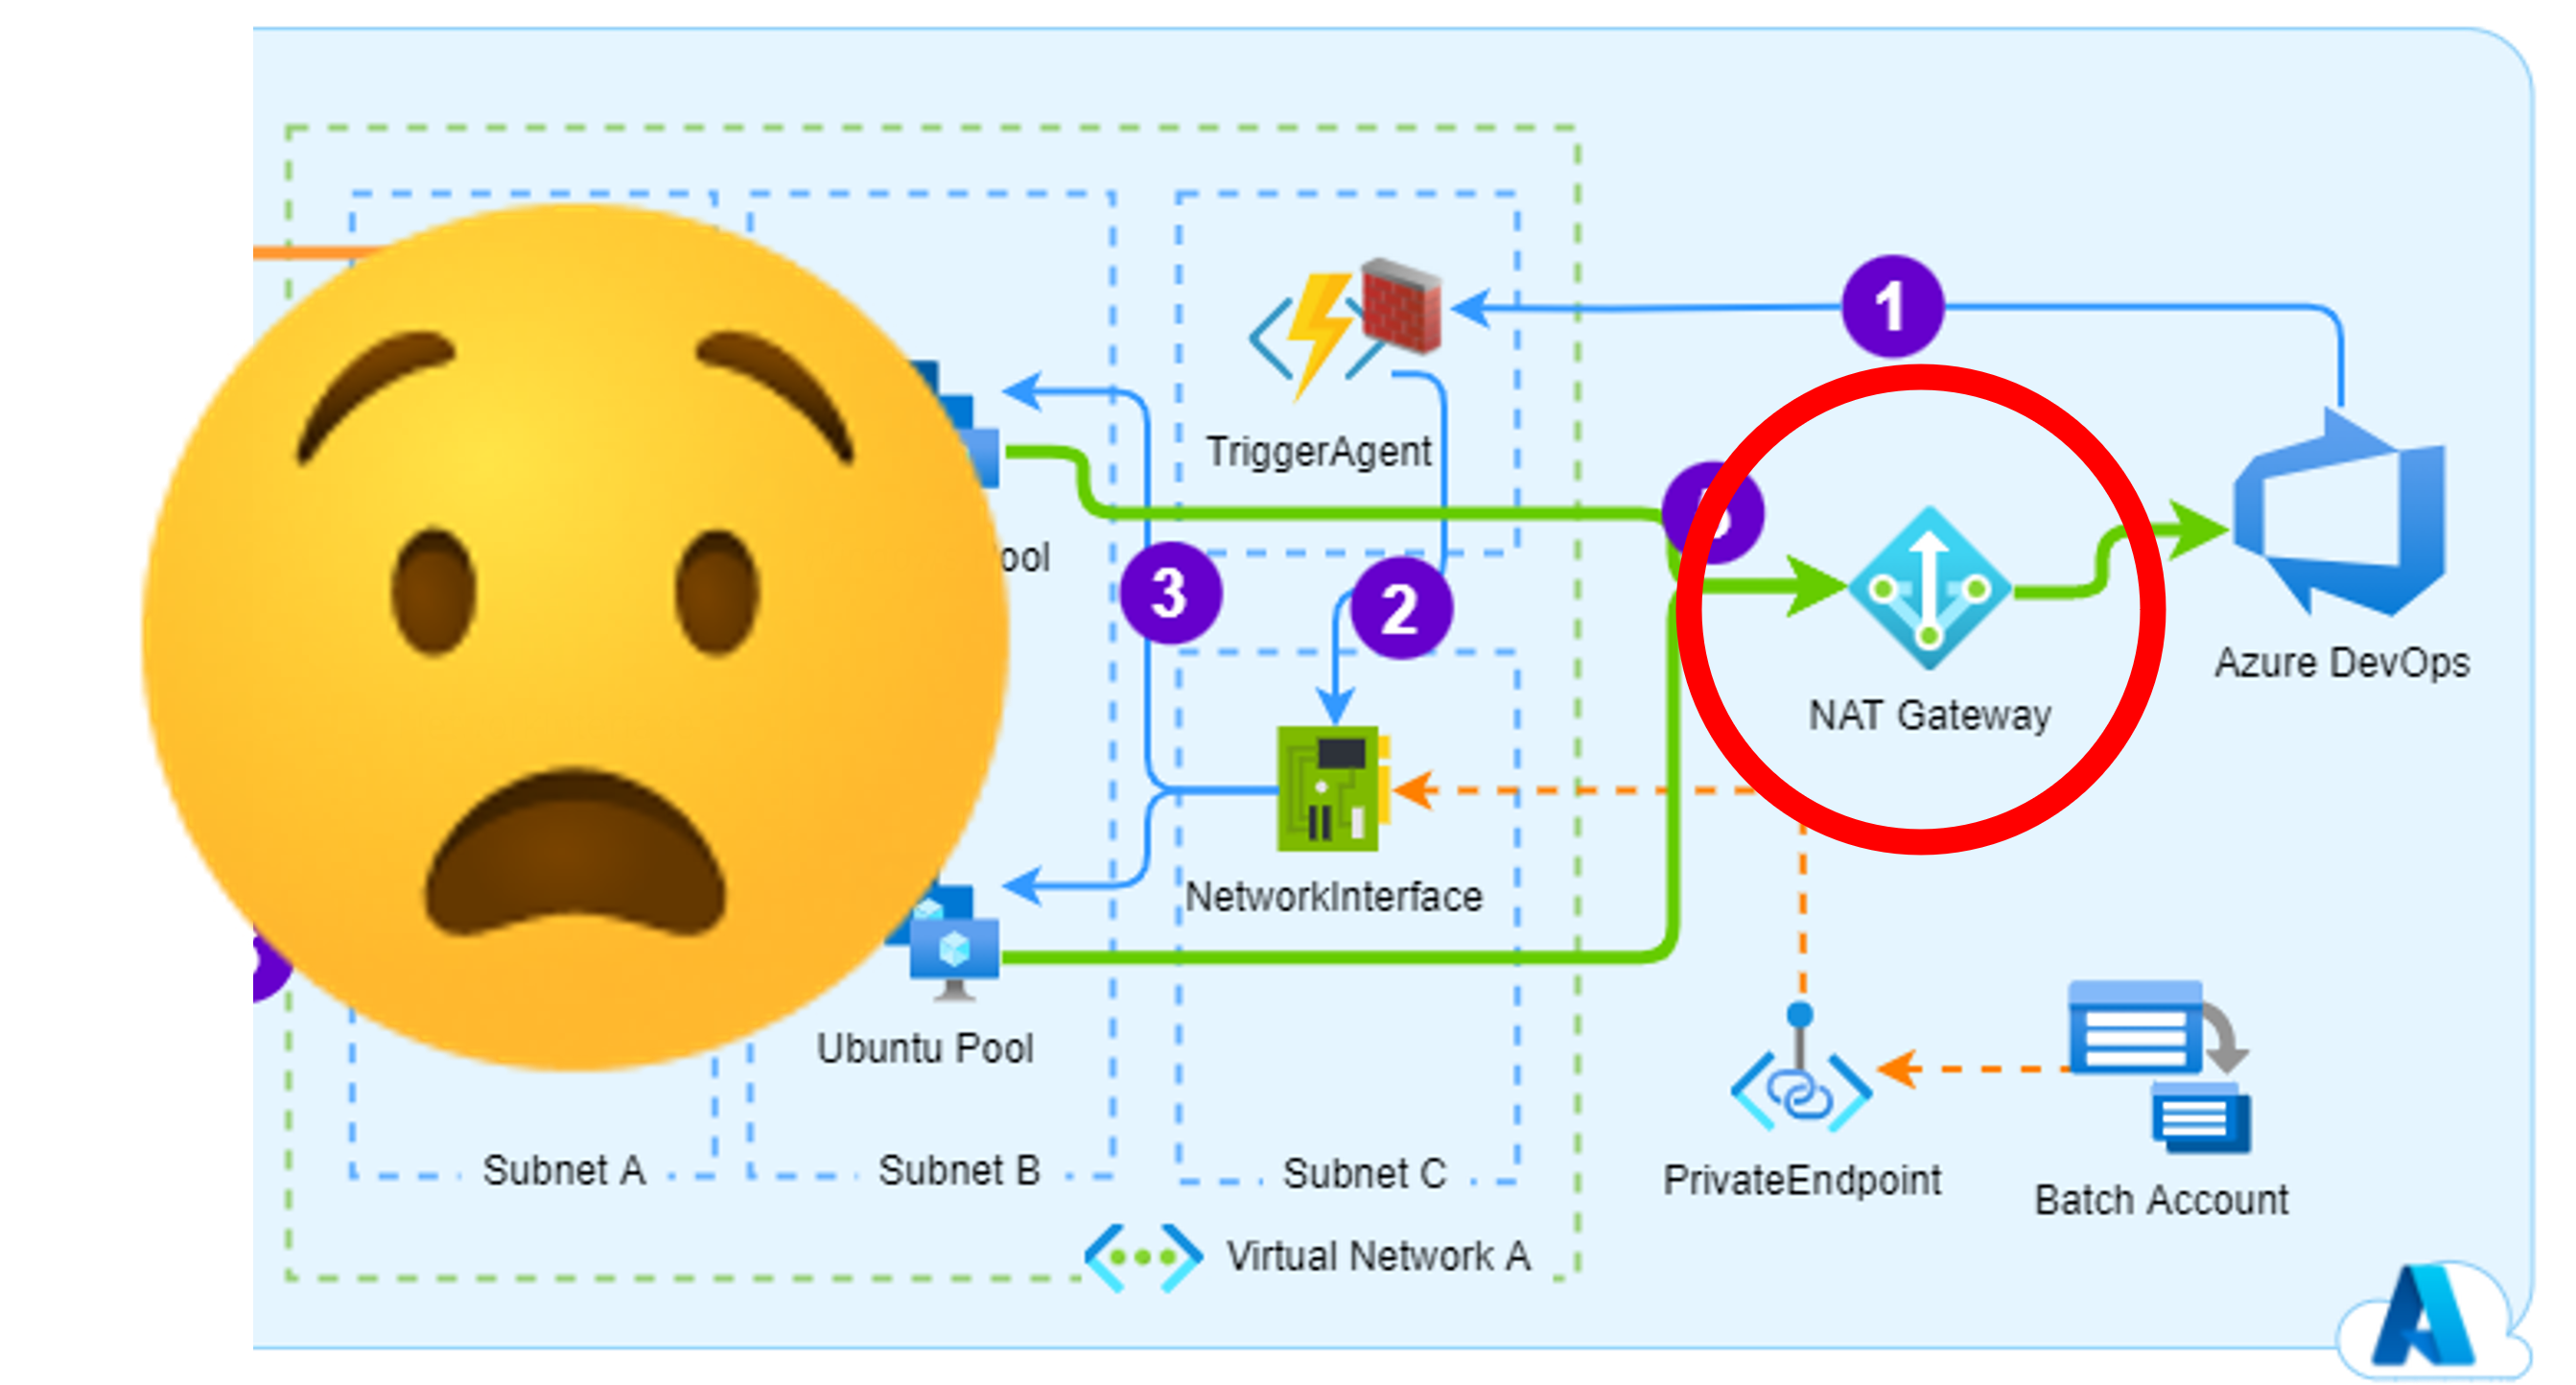 1
TriggerAgent
ool
3
2
Azure DevOps
NAT Gateway
NetworkInterface
Ubuntu Pool
Subnet A
Subnet B
Subnet C
PrivateEndpoint
Batch Account
Virtual Network A